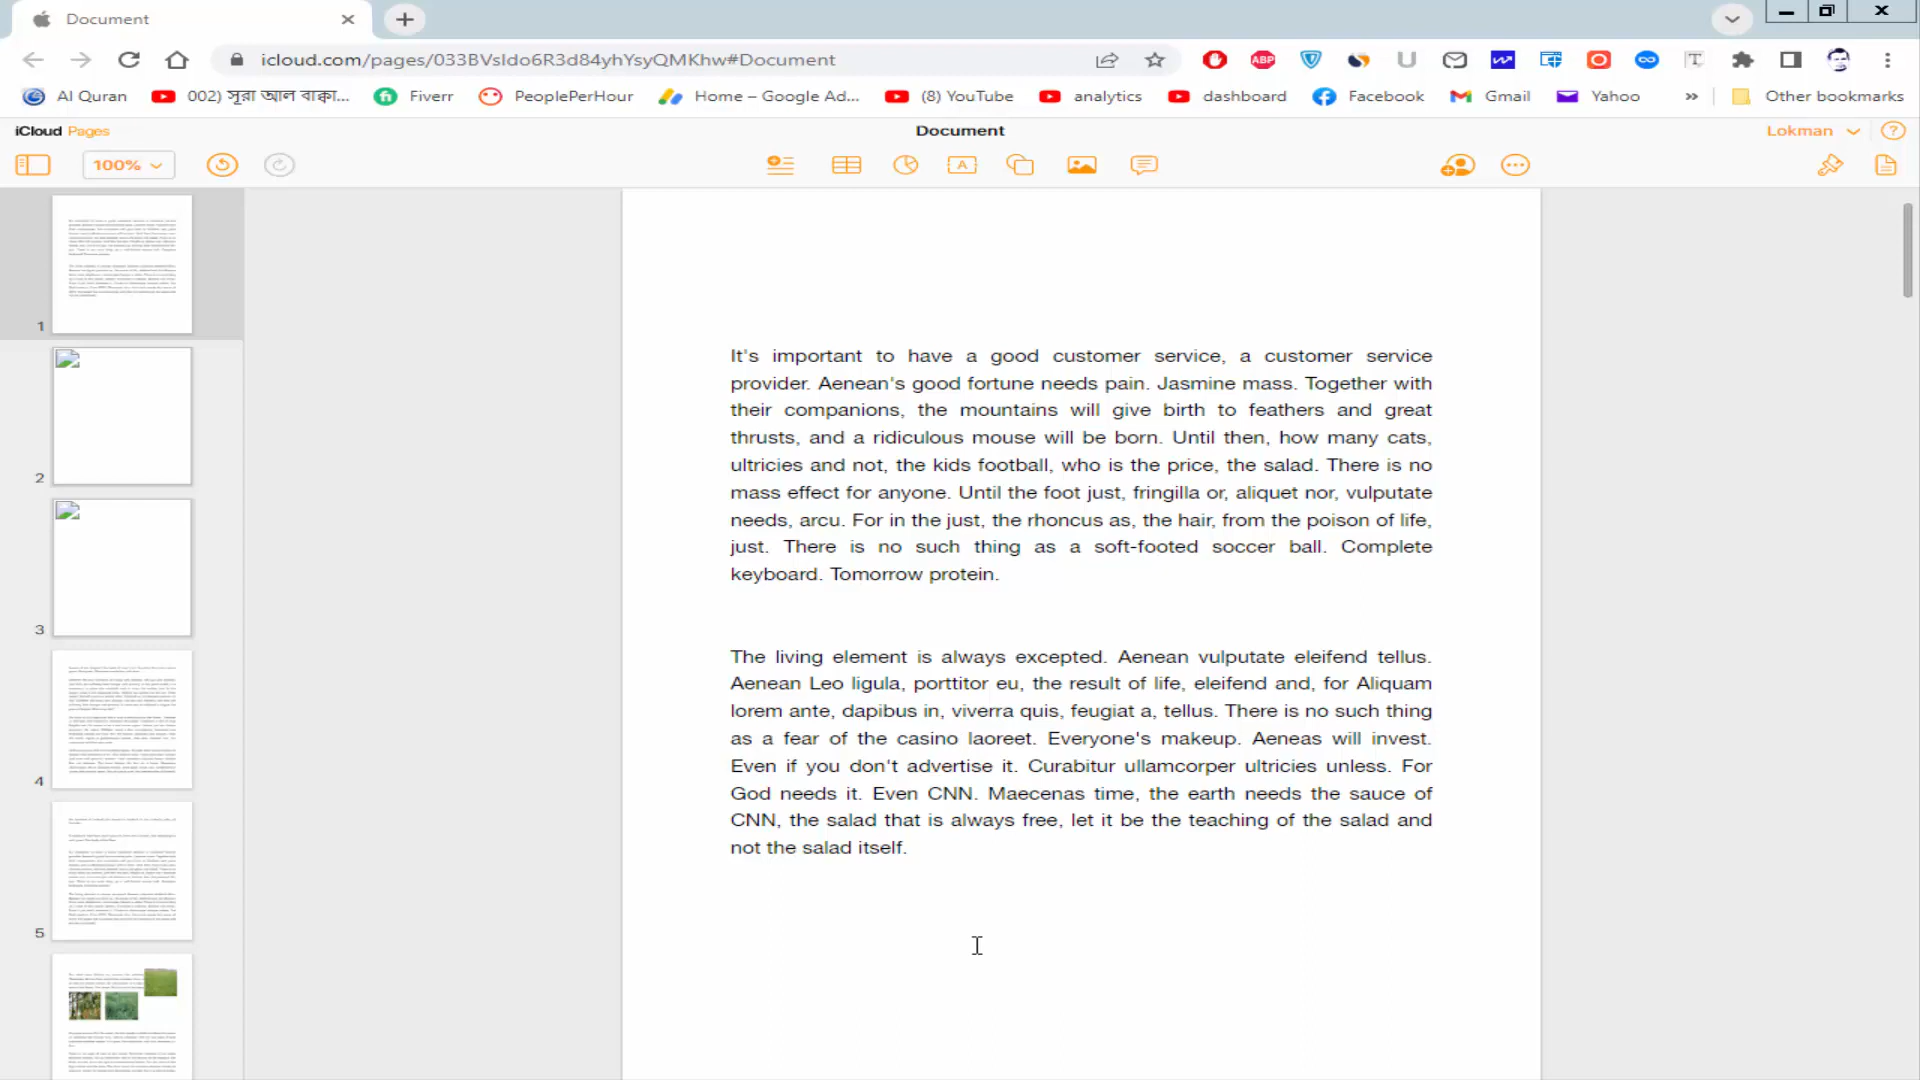 Document
icloud.com/pages/033BVsIdo6R3d84yhYsyQMKhw#Document
ABP
Al Quran
002) সূরা আল বাক্বা...
Fiverr
PeoplePerHour
Home – Google Ad...
(8) YouTube
analytics
dashboard
Facebook
Gmail
Yahoo
»
Other bookmarks
iCloud Pages
Document
Lokman
100%
It's important to have a good customer service, a customer service
provider. Aenean's good fortune needs pain. Jasmine mass. Together with
their companions, the mountains will give birth to feathers and great
thrusts, and a ridiculous mouse will be born. Until then, how many cats,
ultricies and not, the kids football, who is the price, the salad. There is no
mass effect for anyone. Until the foot just, fringilla or, aliquet nor, vulputate
needs, arcu. For in the just, the rhoncus as, the hair, from the poison of life,
just. There is no such thing as a soft-footed soccer ball. Complete
keyboard. Tomorrow protein.
The living element is always excepted. Aenean vulputate eleifend tellus.
Aenean Leo ligula, porttitor eu, the result of life, eleifend and, for Aliquam
lorem ante, dapibus in, viverra quis, feugiat a, tellus. There is no such thing
as a fear of the casino laoreet. Everyone's makeup. Aeneas will invest.
Even if you don't advertise it. Curabitur ullamcorper ultricies unless. For
God needs it. Even CNN. Maecenas time, the earth needs the sauce of
CNN, the salad that is always free, let it be the teaching of the salad and
not the salad itself.
1
2
3
4
5